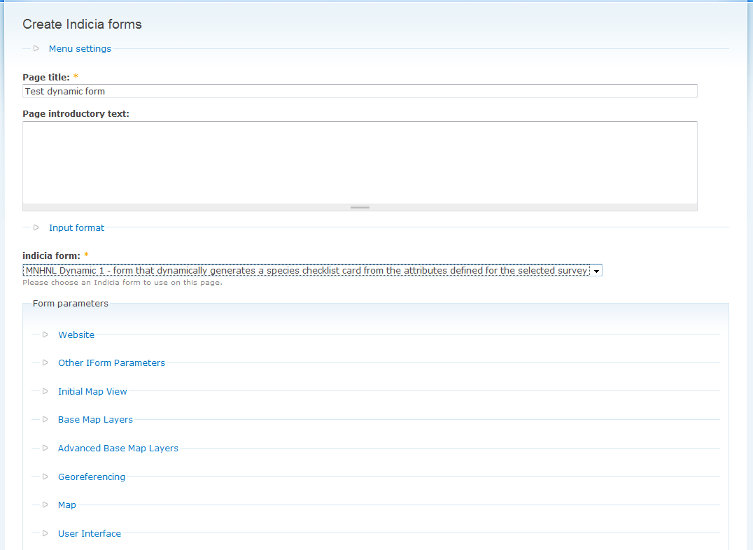 Create Indicia forms
Menu settings
Page title: *
Test dynamic form
Page introductory text:
Input format
indicia form: *
MNHNL Dynamic 1 - form that dynamically generates a species checklist card from the attributes defined for the selected survey
Please choose an Indicia form to use on this page.
Form parameters
Website
Other IForm Parameters
Initial Map View
Base Map Layers
Advanced Base Map Layers
Georeferencing
Map
User Interface